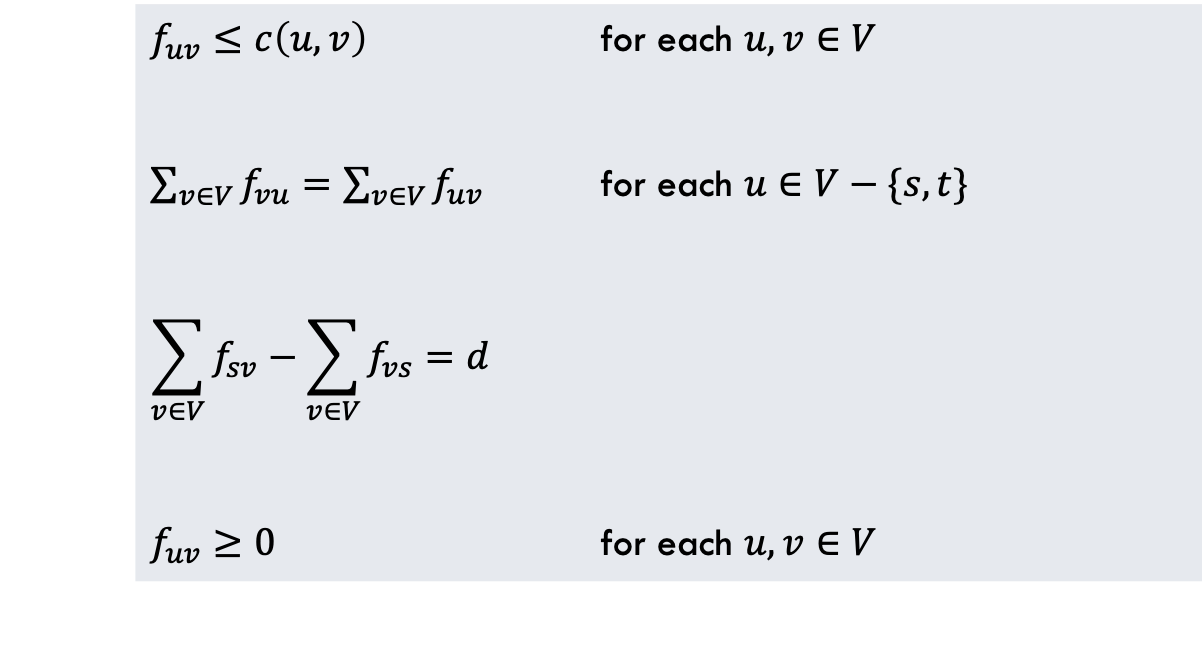 f_{uv} ≤ c(u, v) for each u, v ∈ V
∑_{v∈V} f_{vu} = ∑_{v∈V} f_{uv} for each u ∈ V − {s, t}
∑_{v∈V} f_{sv} − ∑_{v∈V} f_{vs} = d
f_{uv} ≥ 0 for each u, v ∈ V